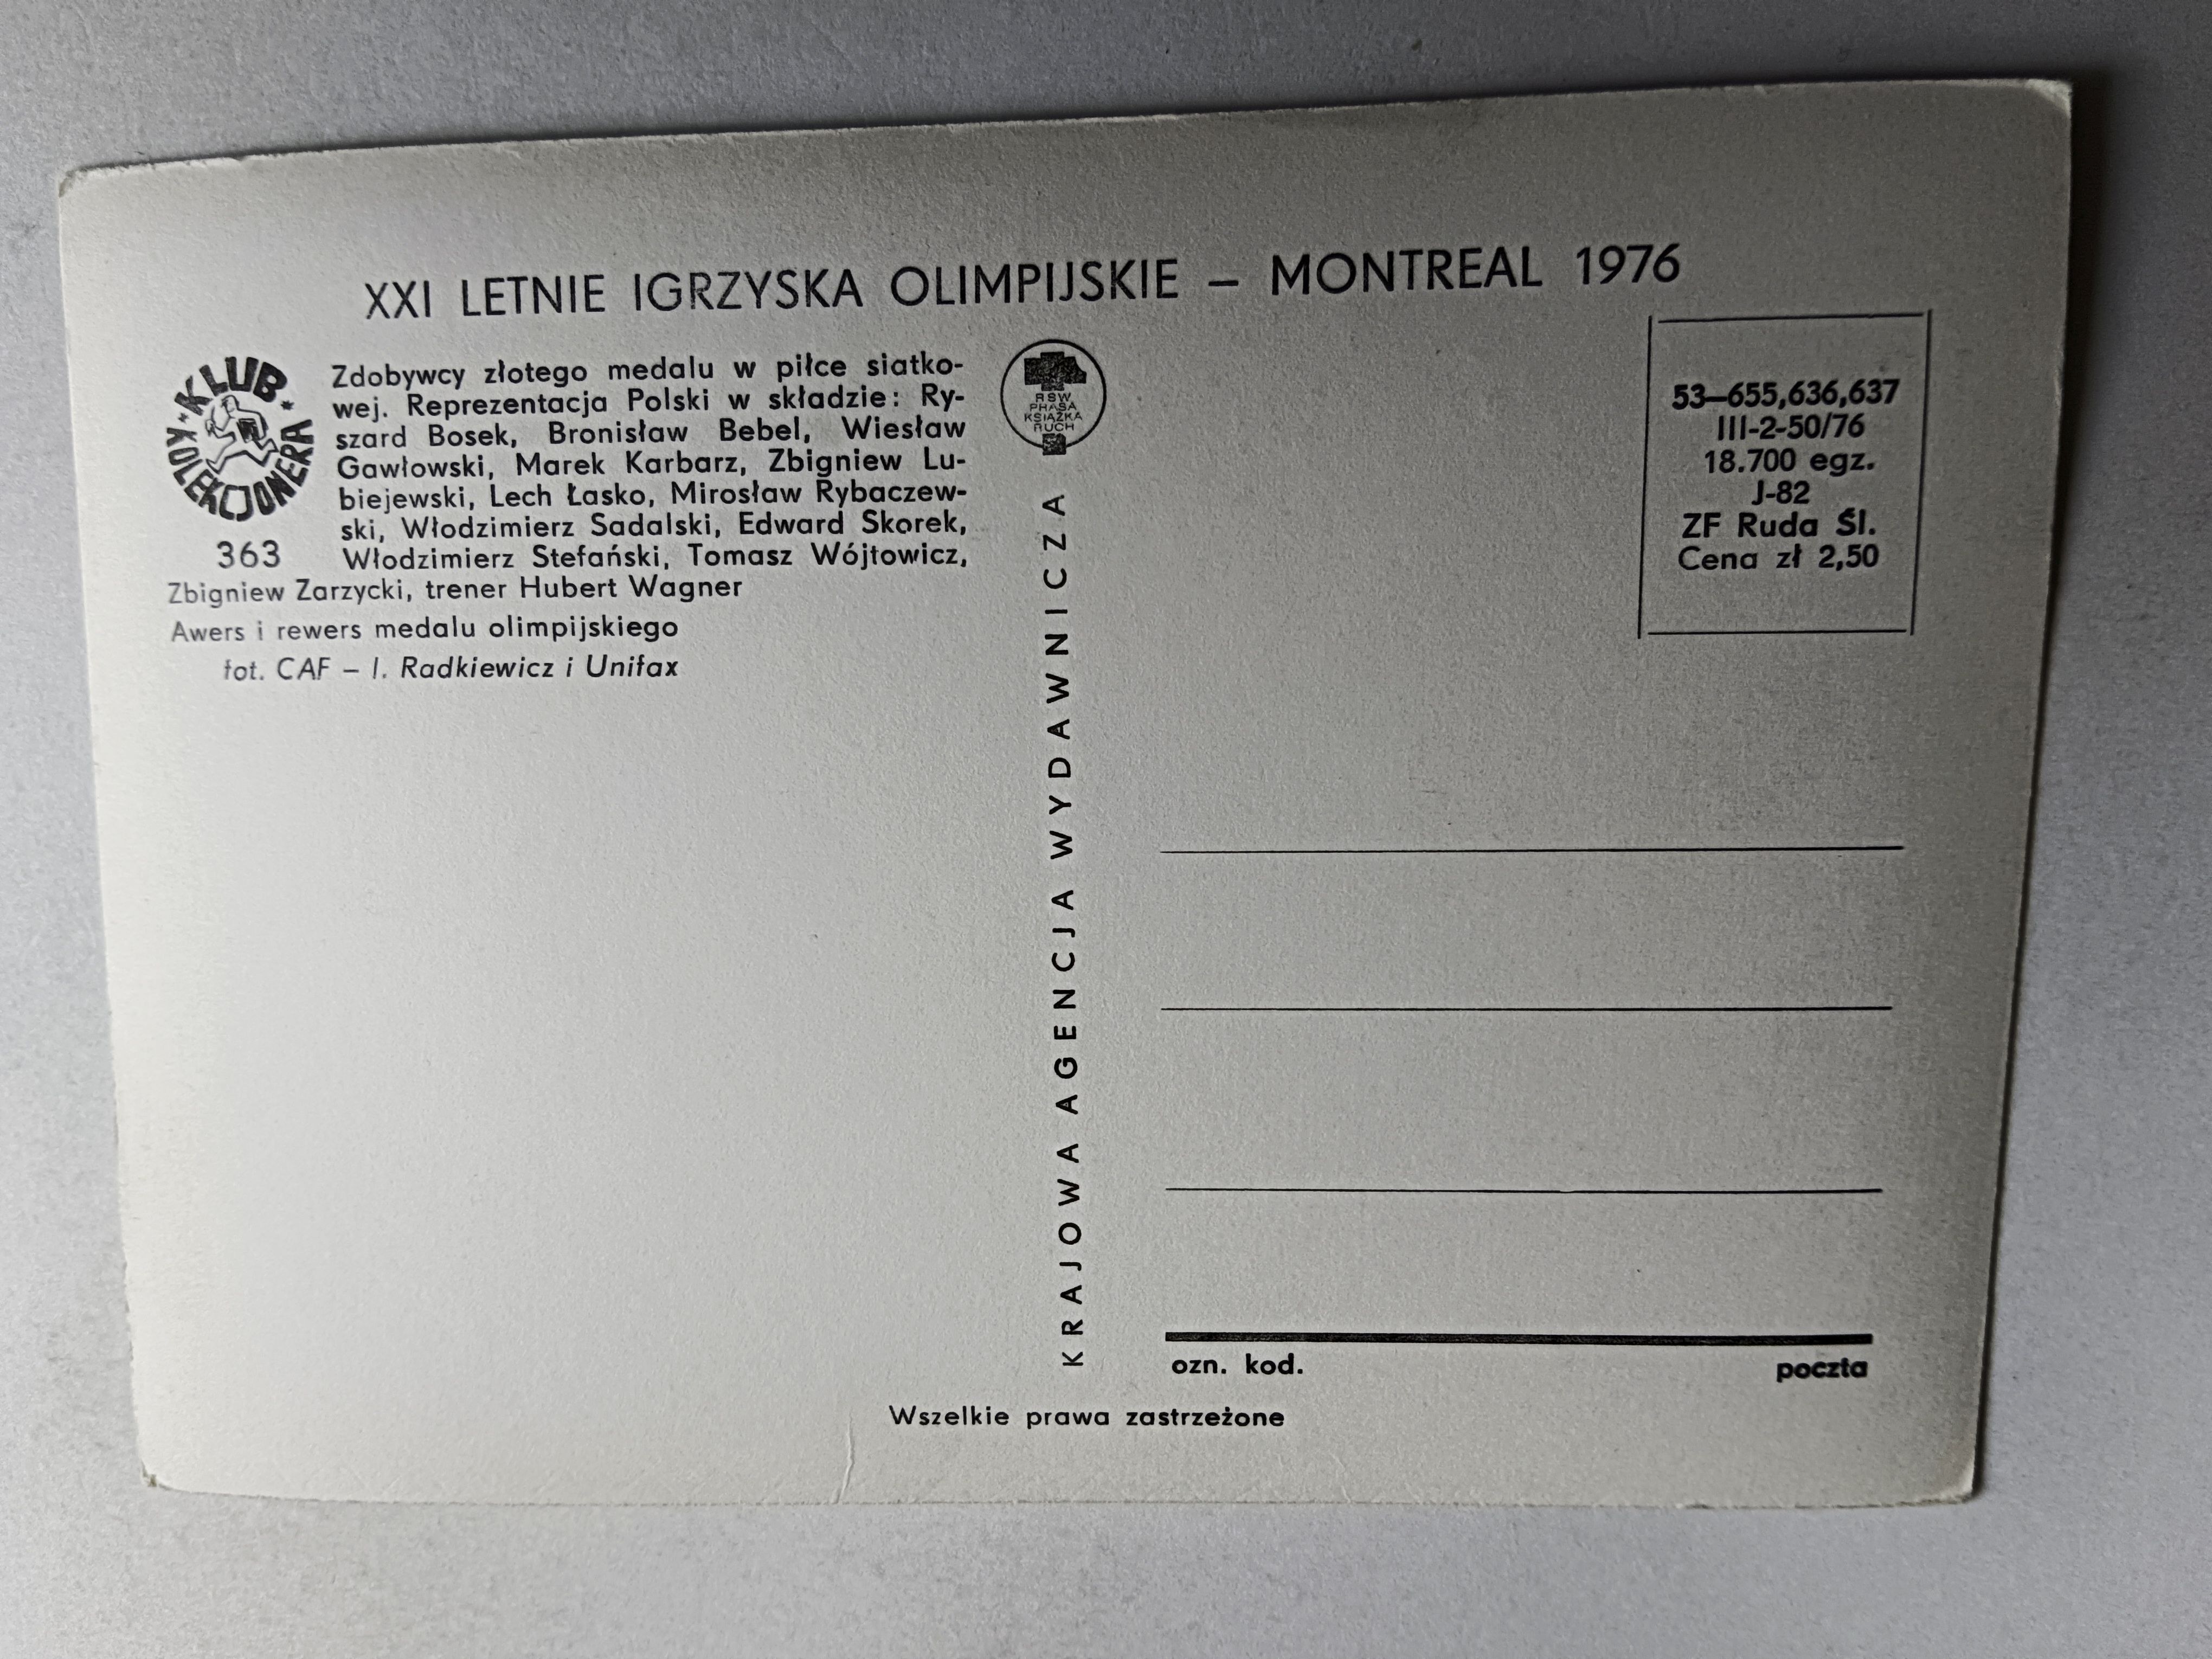 XXI LETNIE IGRZYSKA OLIMPIJSKIE – MONTREAL 1976
KLUB
KOLEKCJONERA
363
Zdobywcy złotego medalu w piłce siatko-
wej. Reprezentacja Polski w składzie: Ry-
szard Bosek, Bronisław Bebel, Wiesław
Gawłowski, Marek Karbarz, Zbigniew Lu-
biejewski, Lech Łasko, Mirosław Rybaczew-
ski, Włodzimierz Sadalski, Edward Skorek,
Włodzimierz Stefański, Tomasz Wójtowicz,
Zbigniew Zarzycki, trener Hubert Wagner
Awers i rewers medalu olimpijskiego
fot. CAF – I. Radkiewicz i Unifax
RSW
PRASA
KSIĄŻKA
RUCH
KRAJOWA AGENCJA WYDAWNICZA
53–655,636,637
III-2-50/76
18.700 egz.
J-82
ZF Ruda Śl.
Cena zł 2,50
ozn. kod.
poczta
Wszelkie prawa zastrzeżone